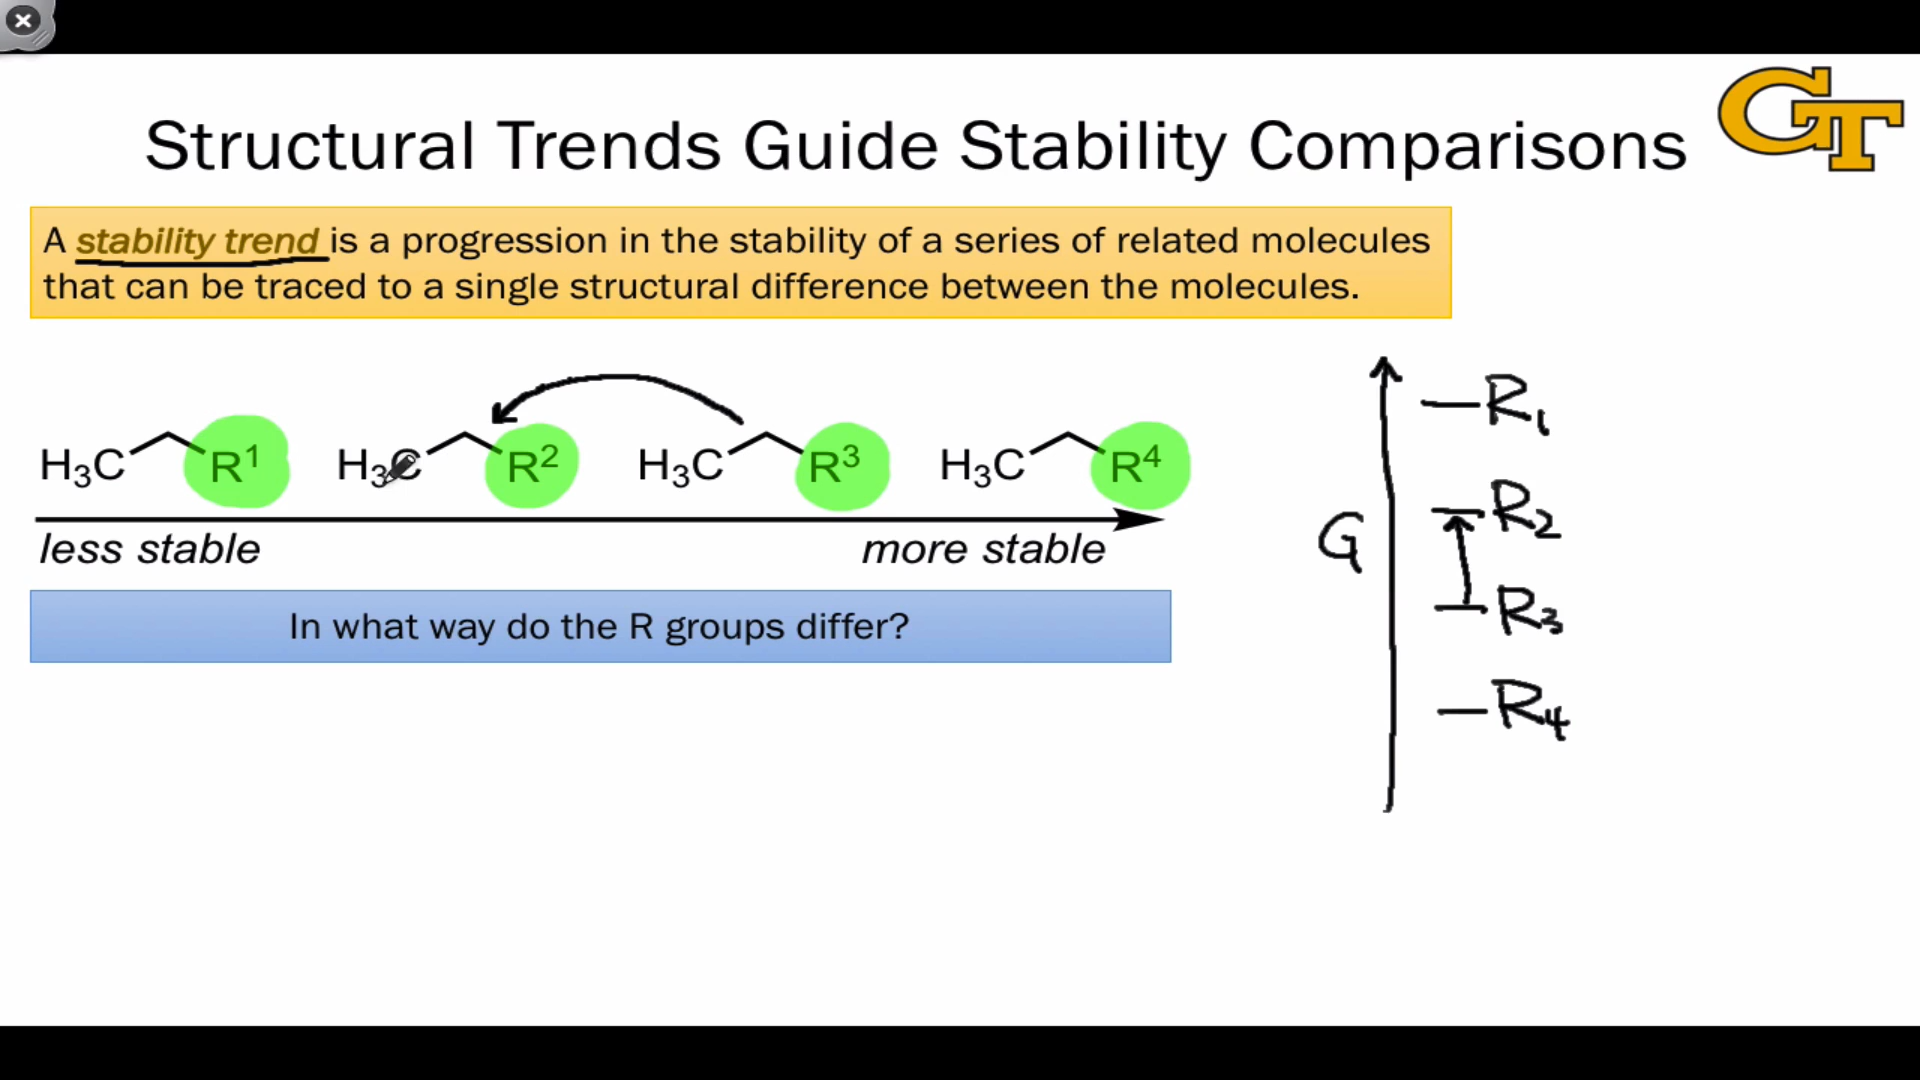 Structural Trends Guide Stability Comparisons
GT
A stability trend is a progression in the stability of a series of related molecules
that can be traced to a single structural difference between the molecules.
H₃C R¹ H₃C R² H₃C R³ H₃C R⁴
less stable more stable
In what way do the R groups differ?
G
R₁
R₂
R₃
R₄